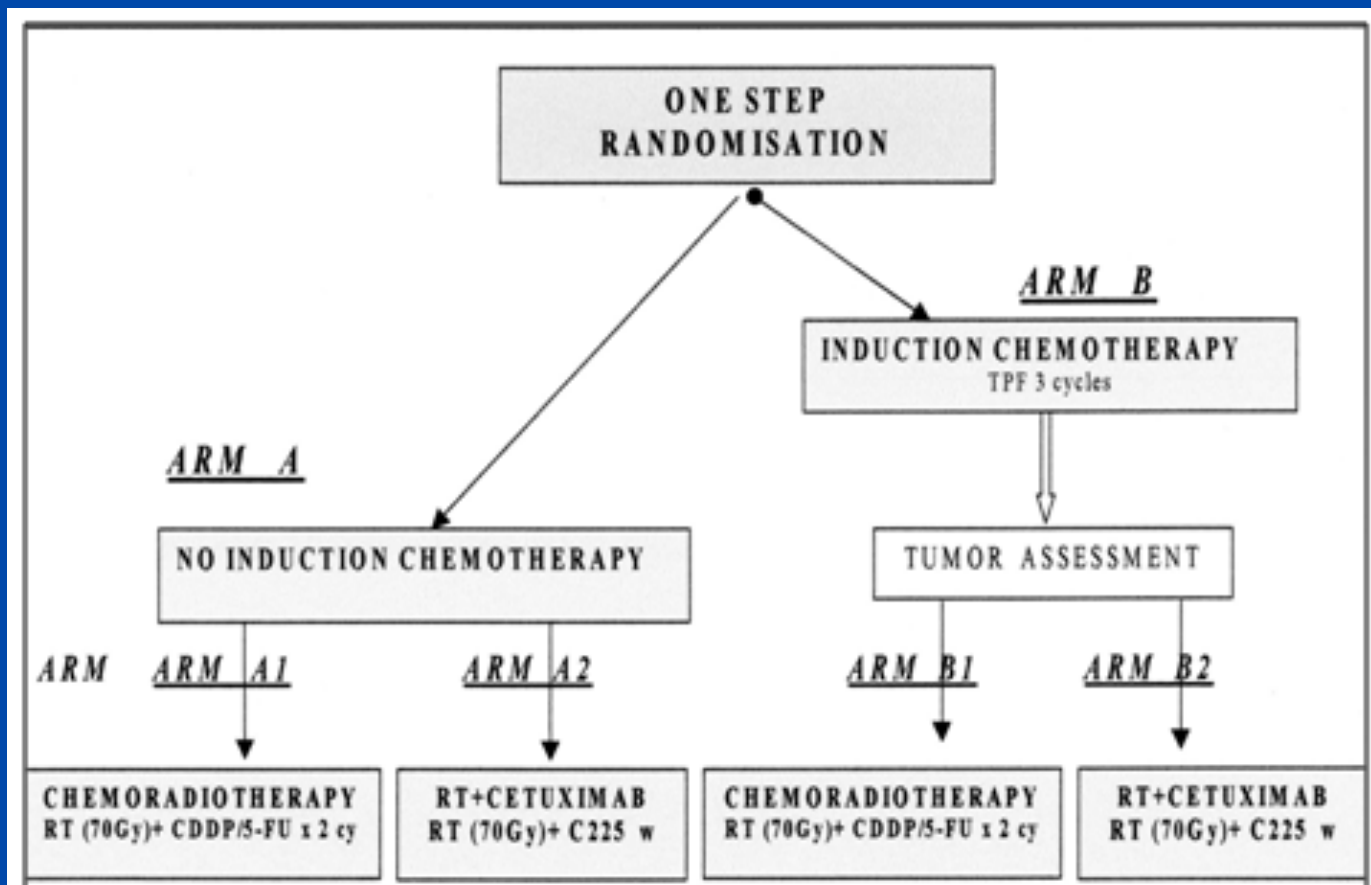 ONE STEP
RANDOMISATION
ARM B
INDUCTION CHEMOTHERAPY
TPF 3 cycles
ARM A
NO INDUCTION CHEMOTHERAPY
TUMOR ASSESSMENT
ARM ARM A1 ARM A2 ARM B1 ARM B2
CHEMORADIOTHERAPY
RT (70Gy)+ CDDP/5-FU x 2 cy
RT+CETUXIMAB
RT (70Gy)+ C225 w
CHEMORADIOTHERAPY
RT (70Gy)+ CDDP/5-FU x 2 cy
RT+CETUXIMAB
RT (70Gy)+ C225 w